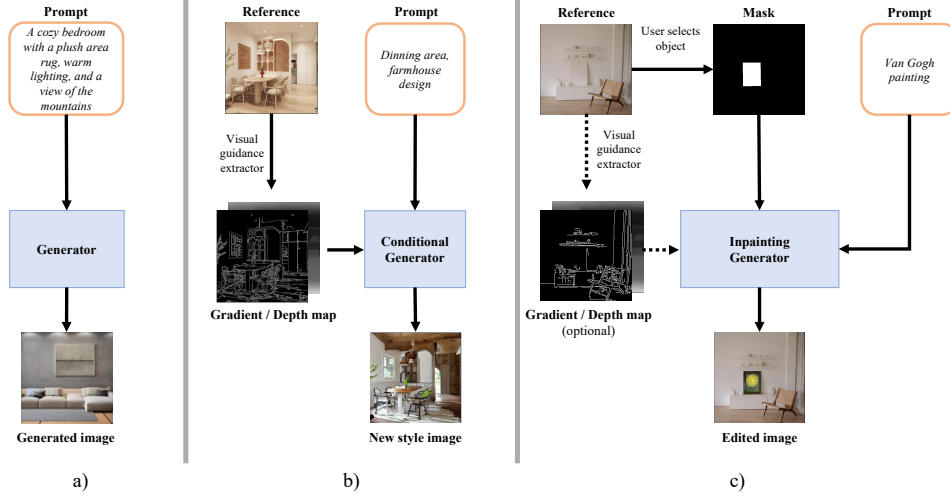 Prompt
A cozy bedroom
with a plush area
rug, warm
lighting, and a
view of the
mountains
Generator
Generated image
a)
Reference
Prompt
Dinning area,
farmhouse
design
Visual
guidance
extractor
Conditional
Generator
Gradient / Depth map
New style image
b)
Reference
User selects
object
Mask
Prompt
Van Gogh
painting
Visual
guidance
extractor
Inpainting
Generator
Gradient / Depth map
(optional)
Edited image
c)